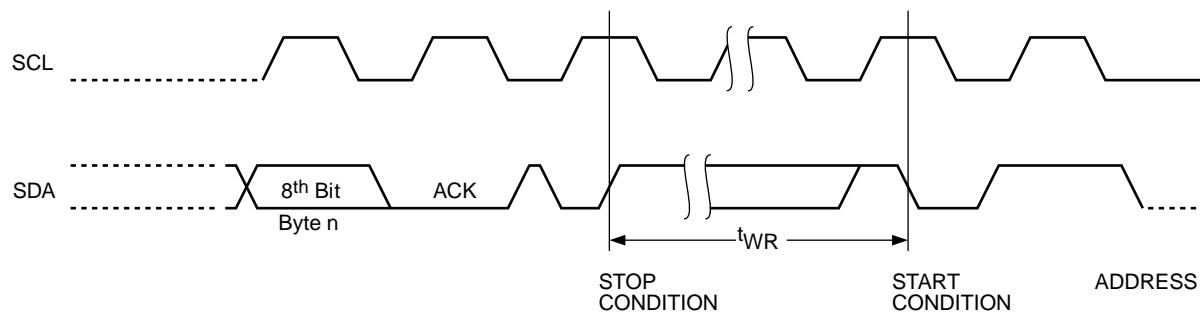 SCL
SDA
8th Bit
ACK
Byte n
tWR
STOP
CONDITION
START
CONDITION
ADDRESS